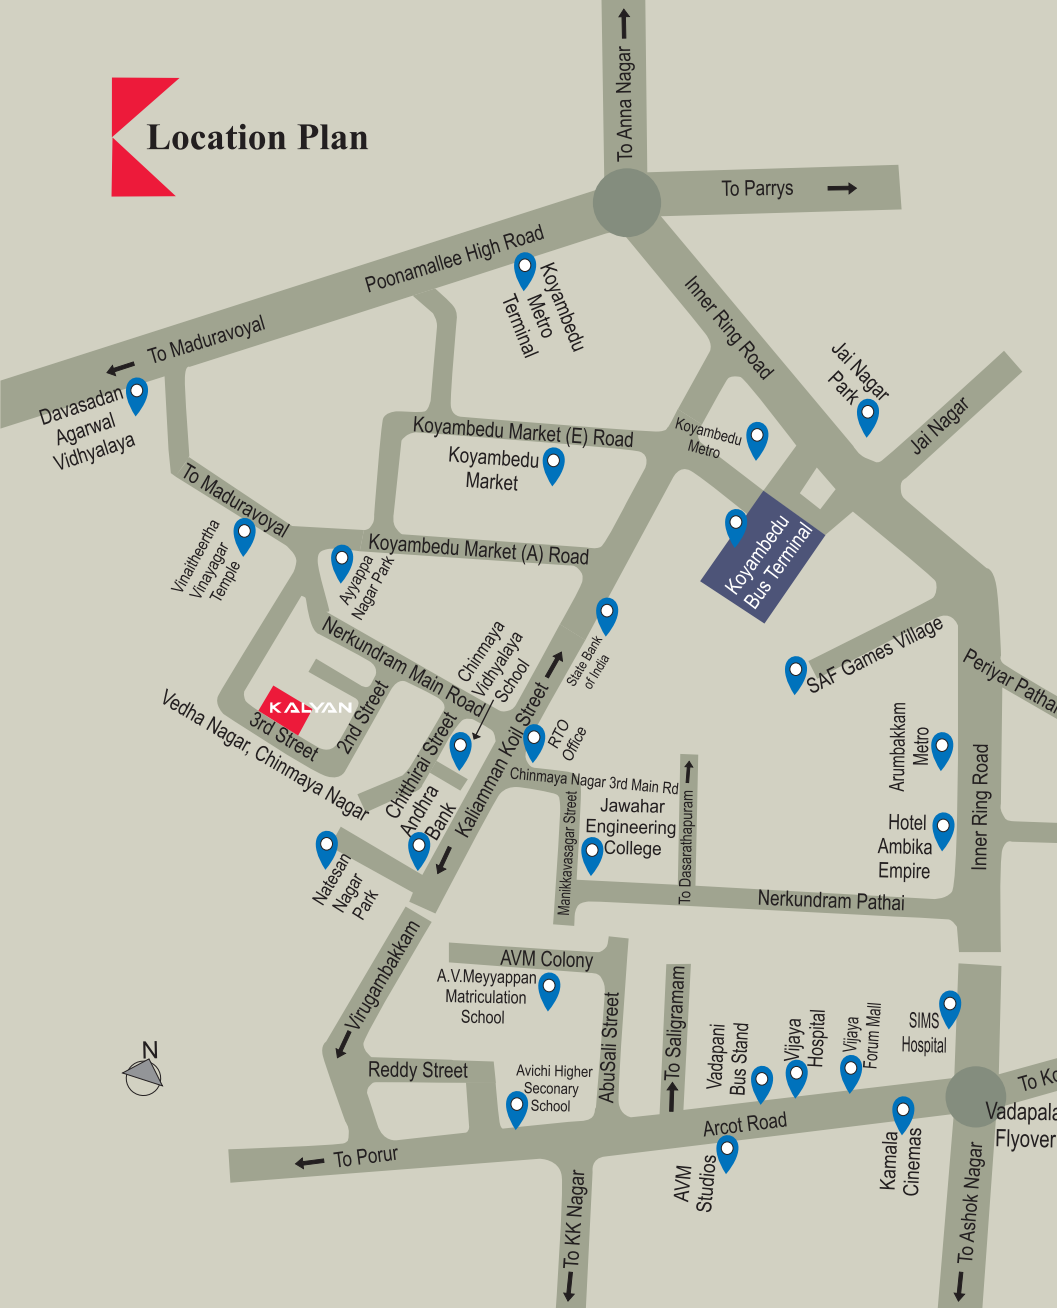 Location Plan
To Anna Nagar
To Parrys
Poonamallee High Road
To Maduravoyal
Koyambedu
Metro
Terminal
Inner Ring Road
Jai Nagar
Park
Jai Nagar
Davasadan
Agarwal
Vidhyalaya
Koyambedu Market (E) Road
Koyambedu
Market
Koyambedu
Metro
To Maduravoyal
Koyambedu
Bus Terminal
Vinaitheertha
Vinayagar
Temple
Koyambedu Market (A) Road
Ayyappa
Nagar Park
Nerkundram Main Road
Chinmaya
Vidhyalaya
School
State Bank
of India
SAF Games Village
Periyar Pathai
KALYAN
3rd Street
2nd Street
Vedha Nagar, Chinmaya Nagar
Chitthirai Street
Kaliamman Koil Street
RTO
Office
Arumbakkam
Metro
Inner Ring Road
Chinmaya Nagar 3rd Main Rd
Andhra
Bank
Manikkavasagar Street
Jawahar
Engineering
College
To Dasarathapuram
Hotel
Ambika
Empire
Natesan
Nagar
Park
Nerkundram Pathai
Virugambakkam
AVM Colony
A.V.Meyyappan
Matriculation
School
AbuSali Street
To Saligramam
Vadapani
Bus Stand
Vijaya
Hospital
Vijaya
Forum Mall
SIMS
Hospital
Reddy Street
Avichi Higher
Seconary
School
N
To Ko
Vadapala
Flyover
Arcot Road
To Porur
AVM
Studios
Kamala
Cinemas
To KK Nagar
To Ashok Nagar